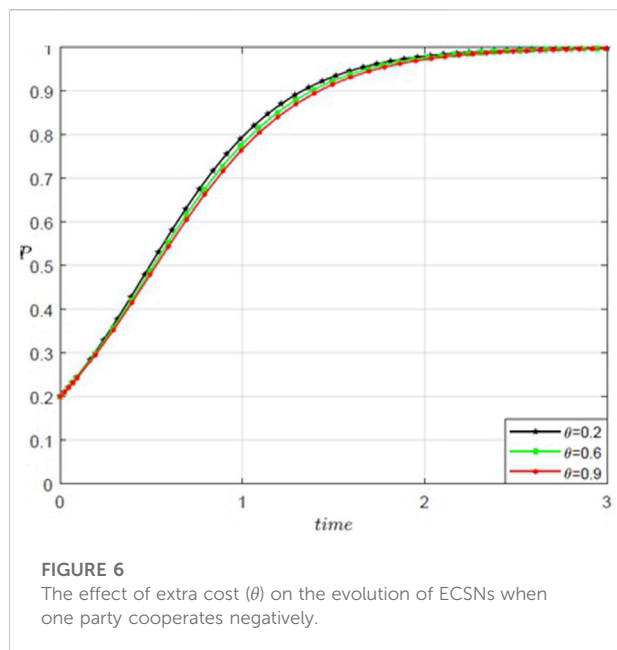 1
0.9
0.8
0.7
0.6
P
0.5
0.4
0.3
0.2
0.1
0
0
1
2
3
time
θ=0.2
θ=0.6
θ=0.9
FIGURE 6
The effect of extra cost (θ) on the evolution of ECSNs when
one party cooperates negatively.